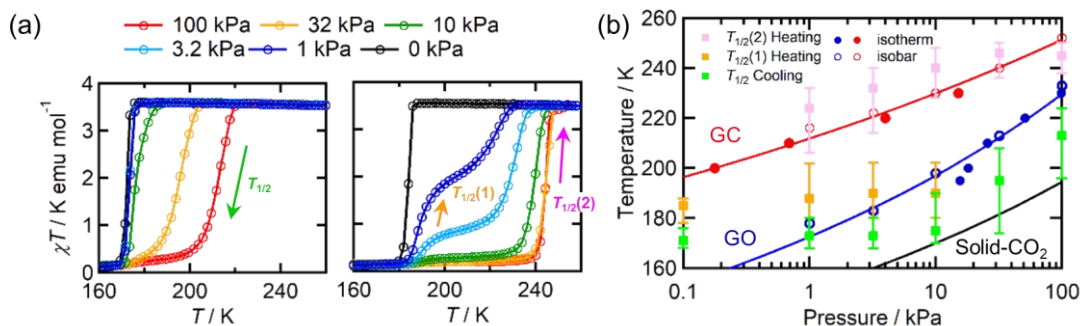 (a)
100 kPa 32 kPa 10 kPa
3.2 kPa 1 kPa 0 kPa
χT / K emu mol⁻¹
4
3
2
1
0
T₁/₂
160 200 240
T / K
T₁/₂(1)
T₁/₂(2)
160 200 240
T / K
(b)
Temperature / K
260
240
220
200
180
160
T₁/₂(2) Heating
T₁/₂(1) Heating
T₁/₂ Cooling
isotherm
isobar
GC
GO
Solid-CO₂
0.1 1 10 100
Pressure / kPa